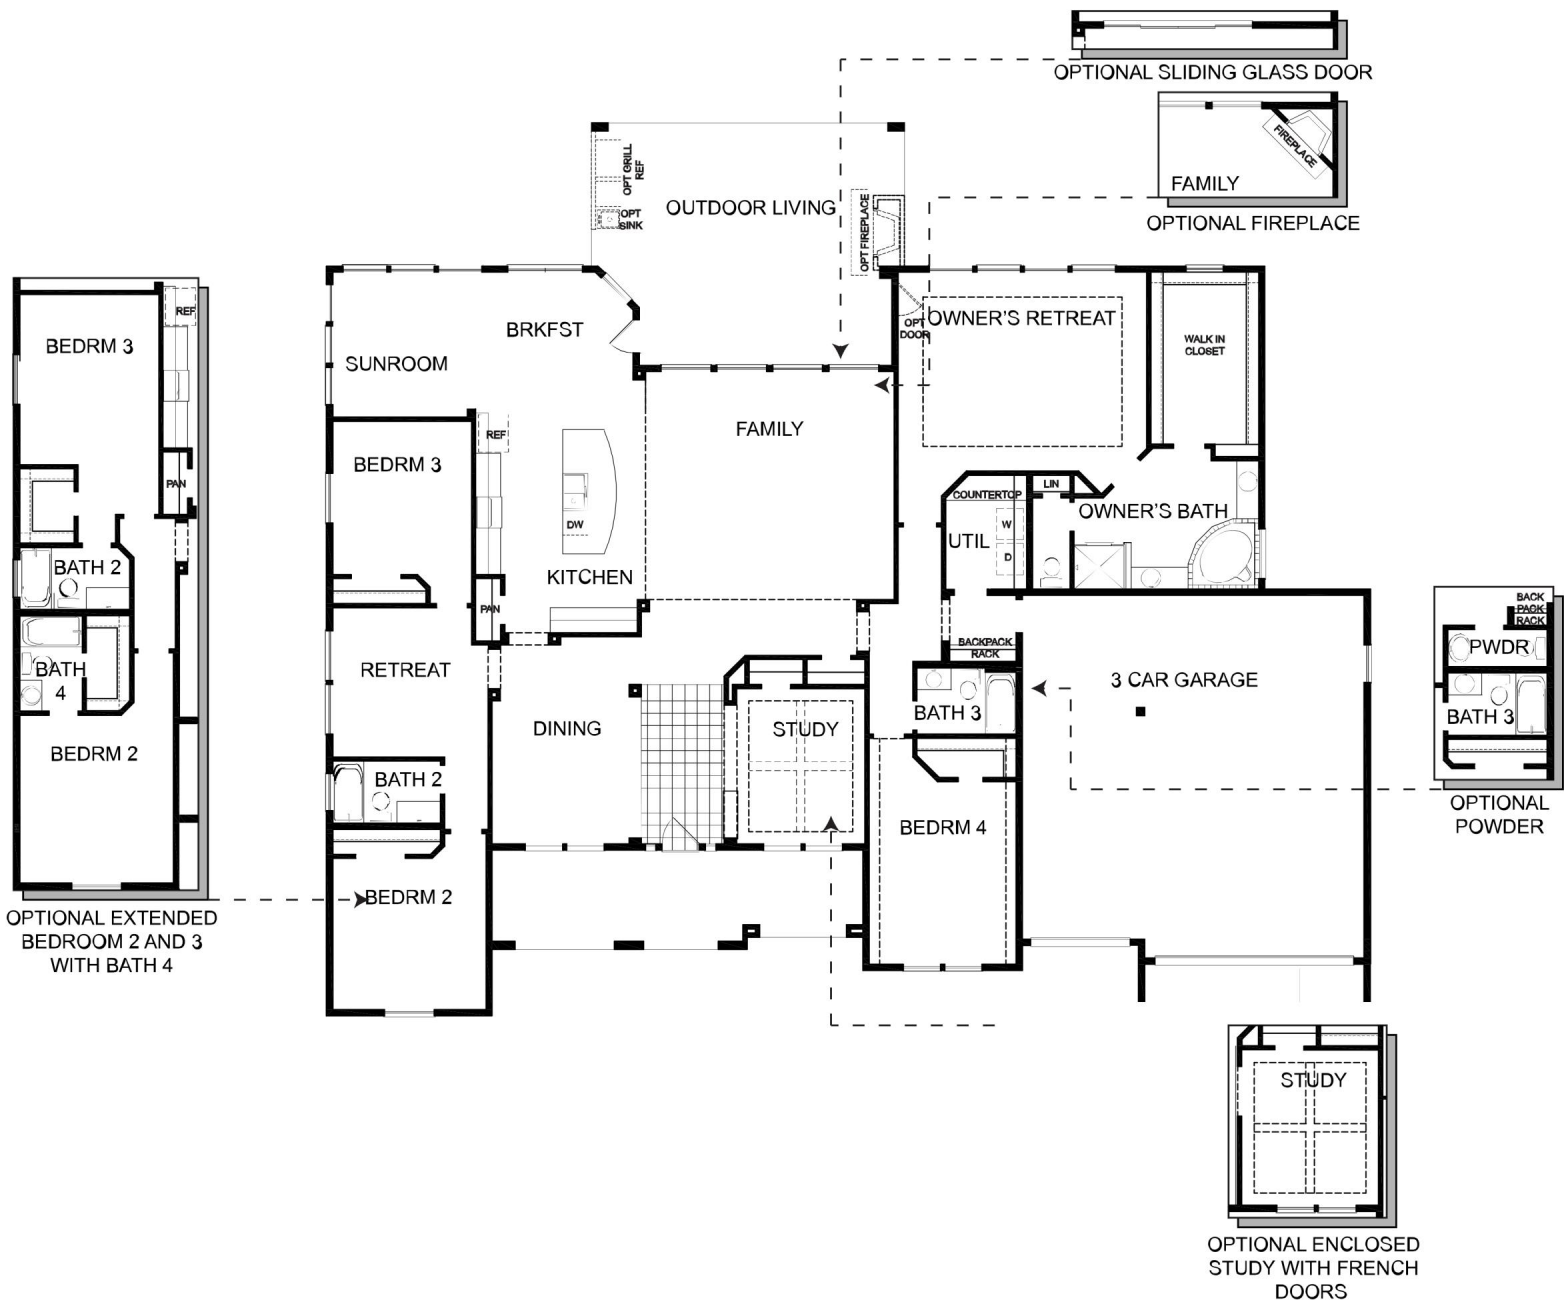 OPTIONAL SLIDING GLASS DOOR
FIREPLACE
FAMILY
OPTIONAL FIREPLACE
OPT GRILL
REF
OPT
SINK
OUTDOOR LIVING
OPT FIREPLACE
BRKFST
SUNROOM
OPT
DOOR
OWNER'S RETREAT
WALK IN
CLOSET
REF
BEDRM 3
PAN
BATH 2
BATH
4
BEDRM 2
OPTIONAL EXTENDED
BEDROOM 2 AND 3
WITH BATH 4
FAMILY
REF
BEDRM 3
DW
KITCHEN
PAN
COUNTERTOP
LIN
W
D
UTIL
OWNER'S BATH
BACKPACK
RACK
RETREAT
DINING
STUDY
BATH 3
3 CAR GARAGE
BATH 2
BEDRM 4
BEDRM 2
BACK
PACK
RACK
PWDR
BATH 3
OPTIONAL
POWDER
STUDY
OPTIONAL ENCLOSED
STUDY WITH FRENCH
DOORS